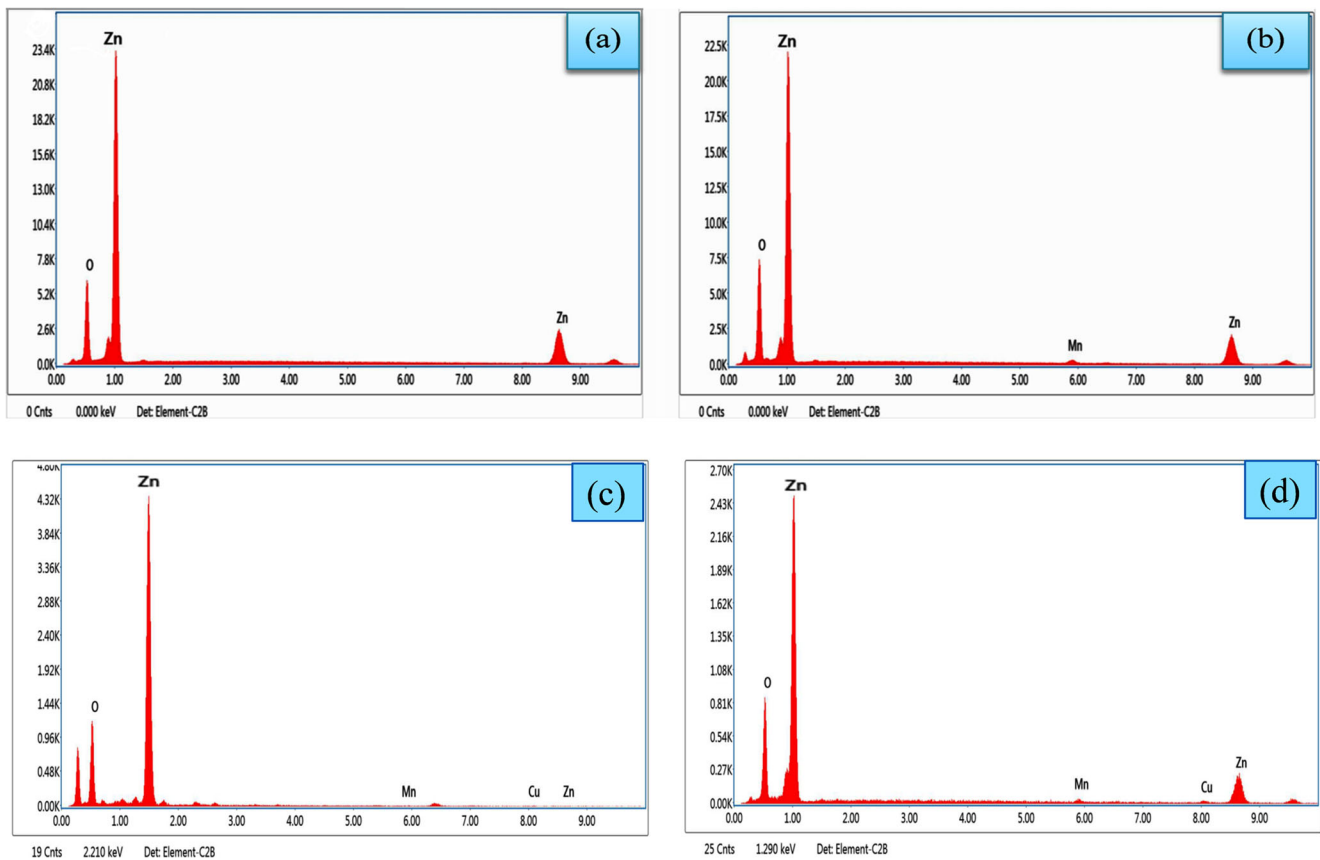 (a)
Zn
23.4K
20.8K
18.2K
15.6K
13.0K
10.4K
O
7.8K
5.2K
Zn
2.6K
0.0K
0.00 1.00 2.00 3.00 4.00 5.00 6.00 7.00 8.00 9.00
0 Cnts 0.000 keV Det: Element-C2B
(b)
Zn
22.5K
20.0K
17.5K
15.0K
12.5K
10.0K
O
7.5K
5.0K
Zn
2.5K
Mn
0.0K
0.00 1.00 2.00 3.00 4.00 5.00 6.00 7.00 8.00 9.00
0 Cnts 0.000 keV Det: Element-C2B
4.80K
(c)
Zn
4.32K
3.84K
3.36K
2.88K
2.40K
1.92K
1.44K
O
0.96K
0.48K
Mn Cu Zn
0.00K
0.00 1.00 2.00 3.00 4.00 5.00 6.00 7.00 8.00 9.00
19 Cnts 2.210 keV Det: Element-C2B
2.70K
(d)
Zn
2.43K
2.16K
1.89K
1.62K
1.35K
1.08K
O
0.81K
0.54K
Zn
0.27K
Mn Cu
0.00K
0.00 1.00 2.00 3.00 4.00 5.00 6.00 7.00 8.00 9.00
25 Cnts 1.290 keV Det: Element-C2B